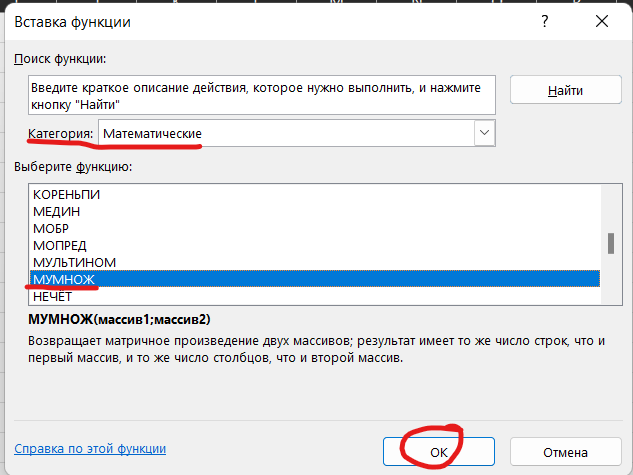 Вставка функции
?
Поиск функции:
Введите краткое описание действия, которое нужно выполнить, и нажмите
кнопку "Найти"
Найти
Категория: Математические
Выберите функцию:
КОРЕНЬПИ
МЕДИН
МОБР
МОПРЕД
МУЛЬТИНОМ
МУМНОЖ
НЕЧЁТ
МУМНОЖ(массив1;массив2)
Возвращает матричное произведение двух массивов; результат имеет то же число строк, что и
первый массив, и то же число столбцов, что и второй массив.
Справка по этой функции
ОК
Отмена